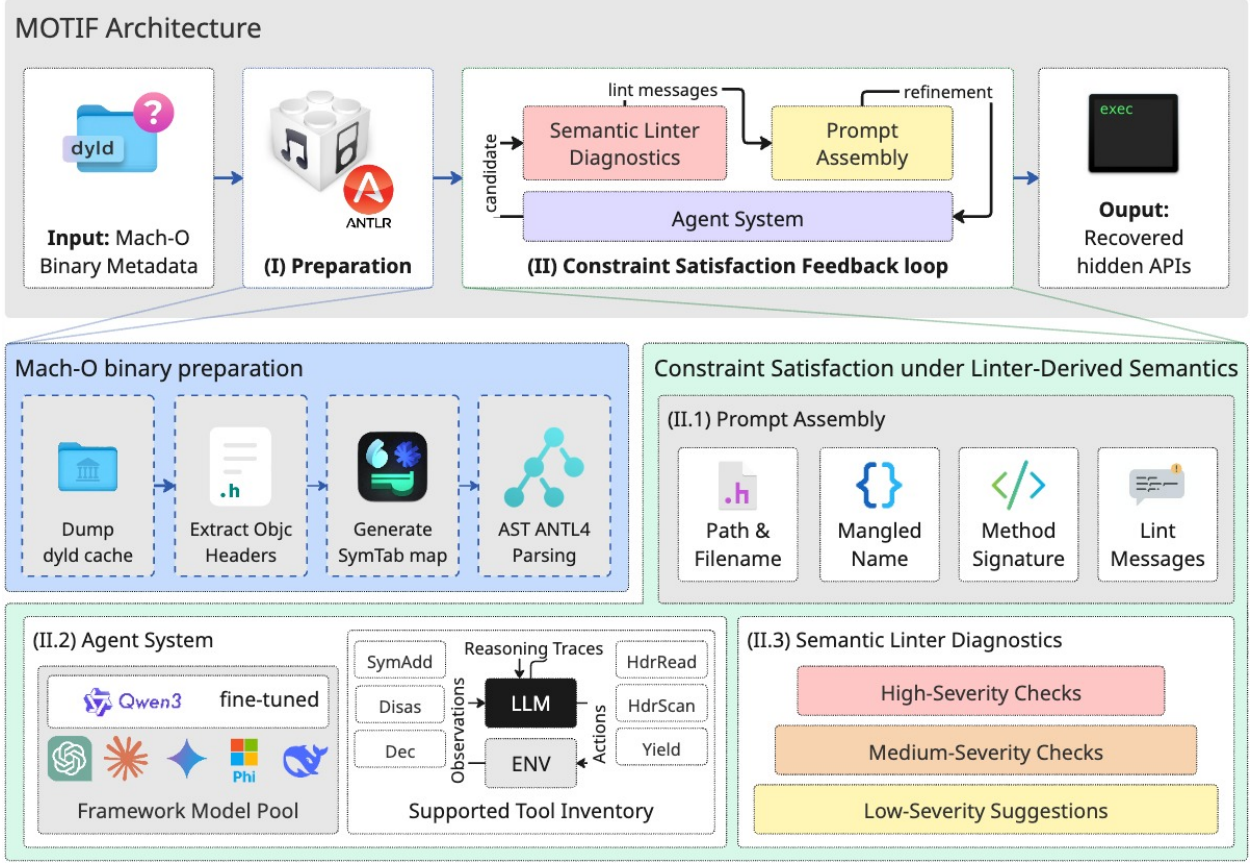 MOTIF Architecture
dyld
?
Input: Mach-O
Binary Metadata
ANTLR
(I) Preparation
lint messages
refinement
candidate
Semantic Linter
Diagnostics
Prompt
Assembly
Agent System
(II) Constraint Satisfaction Feedback loop
exec
Ouput:
Recovered
hidden APIs
Mach-O binary preparation
Dump
dyld cache
.h
Extract Objc
Headers
Generate
SymTab map
AST ANTL4
Parsing
Constraint Satisfaction under Linter-Derived Semantics
(II.1) Prompt Assembly
.h
Path &
Filename
{}
Mangled
Name
</>
Method
Signature
!
Lint
Messages
(II.2) Agent System
Qwen3
fine-tuned
Phi
Framework Model Pool
SymAdd
Disas
Dec
Reasoning Traces
Observations
LLM
ENV
Actions
HdrRead
HdrScan
Yield
Supported Tool Inventory
(II.3) Semantic Linter Diagnostics
High-Severity Checks
Medium-Severity Checks
Low-Severity Suggestions